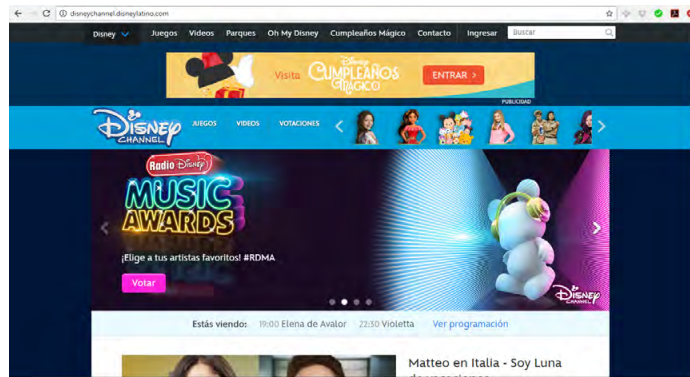 disneychannel.disneylatino.com
Disney Juegos Videos Parques Oh My Disney Cumpleaños Mágico Contacto Ingresar Buscar
Visita Disney CUMPLEAÑOS MÁGICO ENTRAR >
PUBLICIDAD
Disney CHANNEL JUEGOS VIDEOS VOTACIONES
Radio Disney
MUSIC
AWARDS
¡Elige a tus artistas favoritos! #RDMA
Votar
Disney CHANNEL
Estás viendo: 19:00 Elena de Avalor 22:30 Violetta Ver programación
Matteo en Italia - Soy Luna
de vacaciones